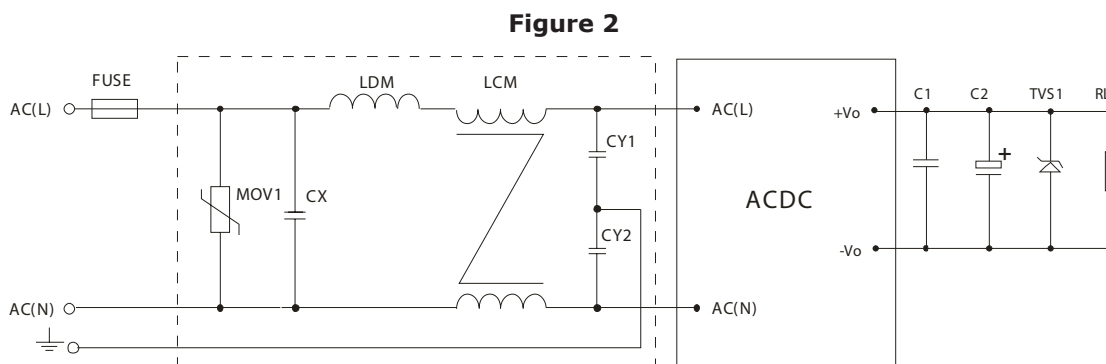 Figure 2
FUSE
LDM
LCM
AC(L)
AC(L)
+Vo
C1
C2
TVS1
RL
+
MOV1
CX
CY1
CY2
ACDC
-Vo
AC(N)
AC(N)